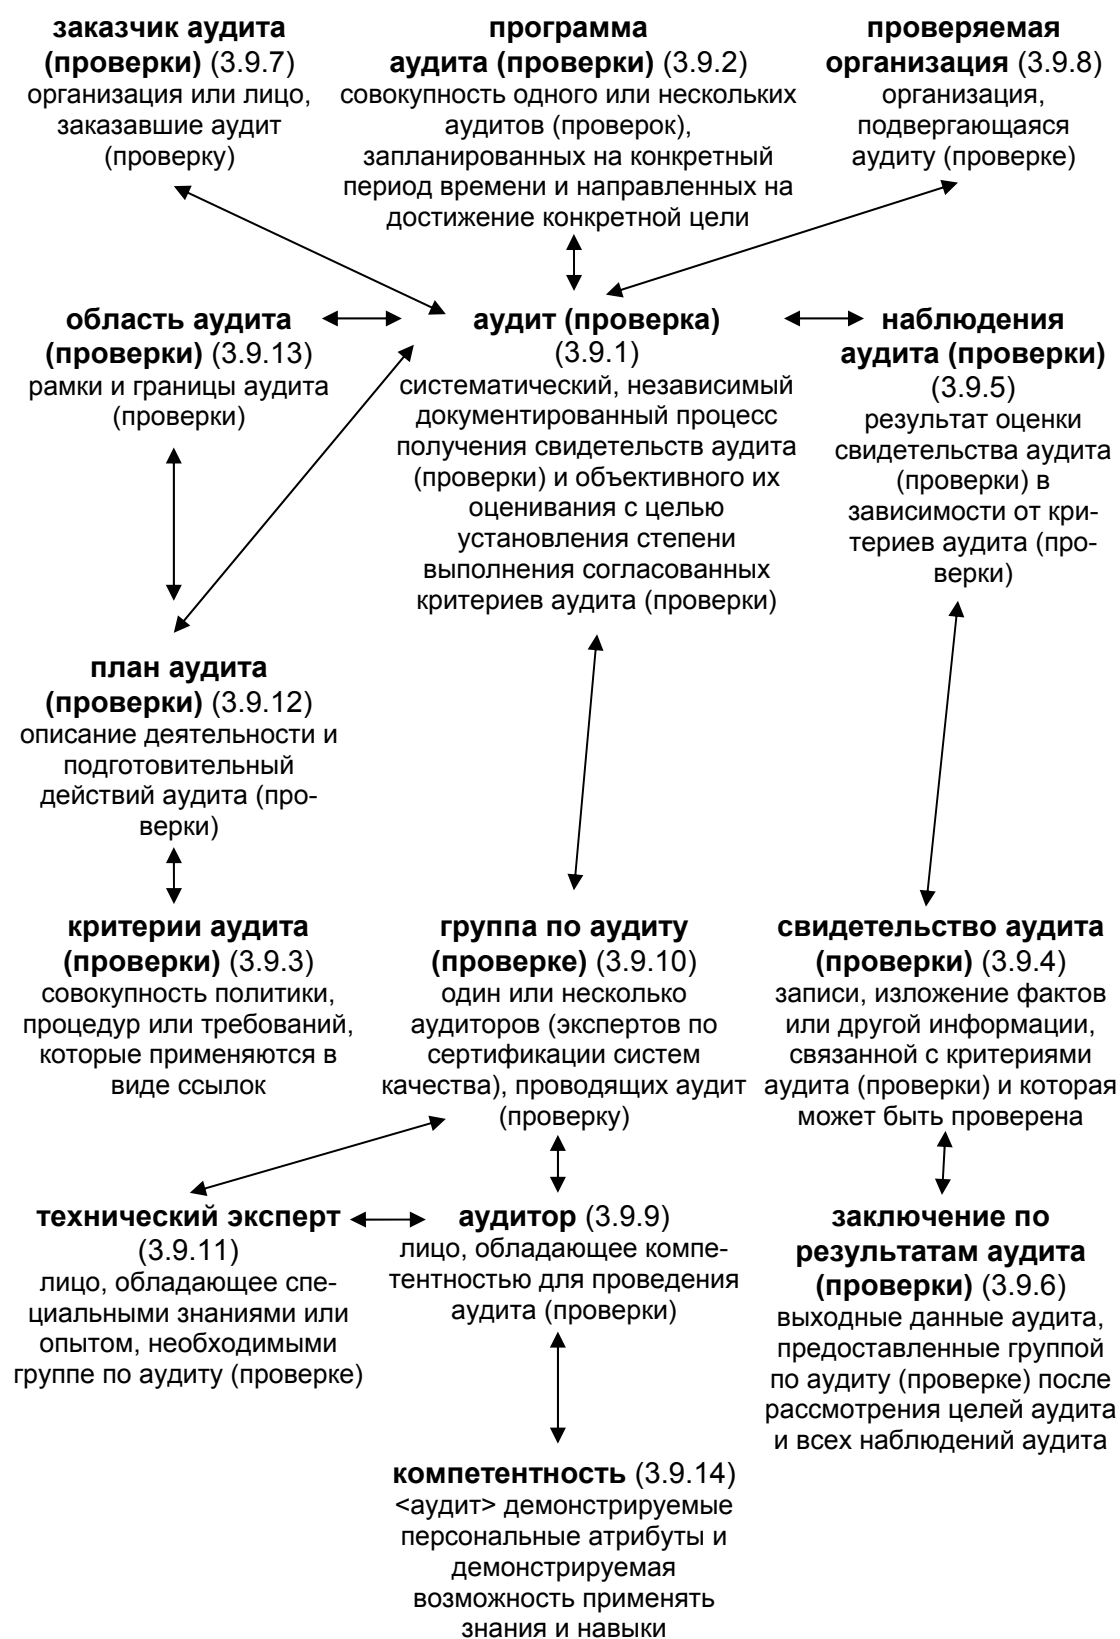 заказчик аудита
(проверки) (3.9.7)
организация или лицо,
заказавшие аудит
(проверку)
программа
аудита (проверки) (3.9.2)
совокупность одного или нескольких
аудитов (проверок),
запланированных на конкретный
период времени и направленных на
достижение конкретной цели
проверяемая
организация (3.9.8)
организация,
подвергающаяся
аудиту (проверке)
область аудита
(проверки) (3.9.13)
рамки и границы аудита
(проверки)
аудит (проверка)
(3.9.1)
систематический, независимый
документированный процесс
получения свидетельств аудита
(проверки) и объективного их
оценивания с целью
установления степени
выполнения согласованных
критериев аудита (проверки)
наблюдения
аудита (проверки)
(3.9.5)
результат оценки
свидетельства аудита
(проверки) в
зависимости от кри-
териев аудита (про-
верки)
план аудита
(проверки) (3.9.12)
описание деятельности и
подготовительный
действий аудита (про-
верки)
критерии аудита
(проверки) (3.9.3)
совокупность политики,
процедур или требований,
которые применяются в
виде ссылок
группа по аудиту
(проверке) (3.9.10)
один или несколько
аудиторов (экспертов по
сертификации систем
качества), проводящих аудит
(проверку)
свидетельство аудита
(проверки) (3.9.4)
записи, изложение фактов
или другой информации,
связанной с критериями
аудита (проверки) и которая
может быть проверена
технический эксперт
(3.9.11)
лицо, обладающее спе-
циальными знаниями или
опытом, необходимыми
группе по аудиту (проверке)
аудитор (3.9.9)
лицо, обладающее компе-
тентностью для проведения
аудита (проверки)
заключение по
результатам аудита
(проверки) (3.9.6)
выходные данные аудита,
предоставленные группой
по аудиту (проверке) после
рассмотрения целей аудита
и всех наблюдений аудита
компетентность (3.9.14)
<аудит> демонстрируемые
персональные атрибуты и
демонстрируемая
возможность применять
знания и навыки